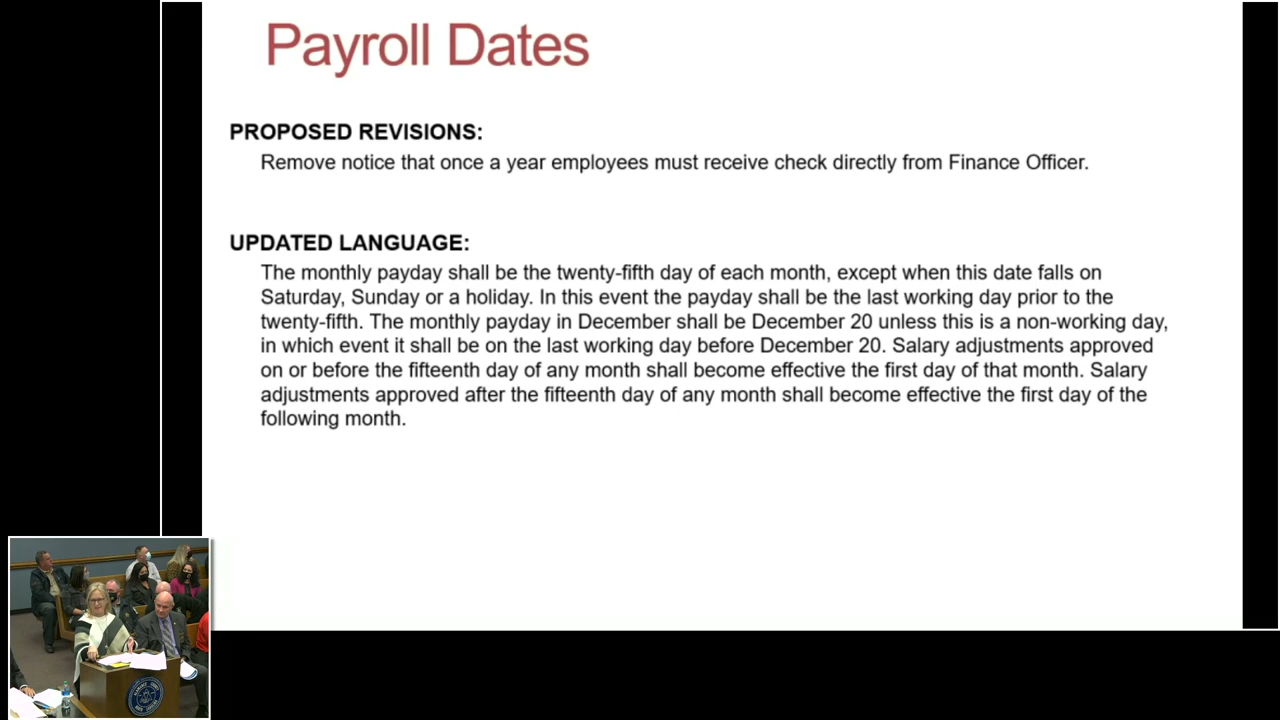 Payroll Dates
PROPOSED REVISIONS:
Remove notice that once a year employees must receive check directly from Finance Officer.
UPDATED LANGUAGE:
The monthly payday shall be the twenty-fifth day of each month, except when this date falls on
Saturday, Sunday or a holiday. In this event the payday shall be the last working day prior to the
twenty-fifth. The monthly payday in December shall be December 20 unless this is a non-working day,
in which event it shall be on the last working day before December 20. Salary adjustments approved
on or before the fifteenth day of any month shall become effective the first day of that month. Salary
adjustments approved after the fifteenth day of any month shall become effective the first day of the
following month.